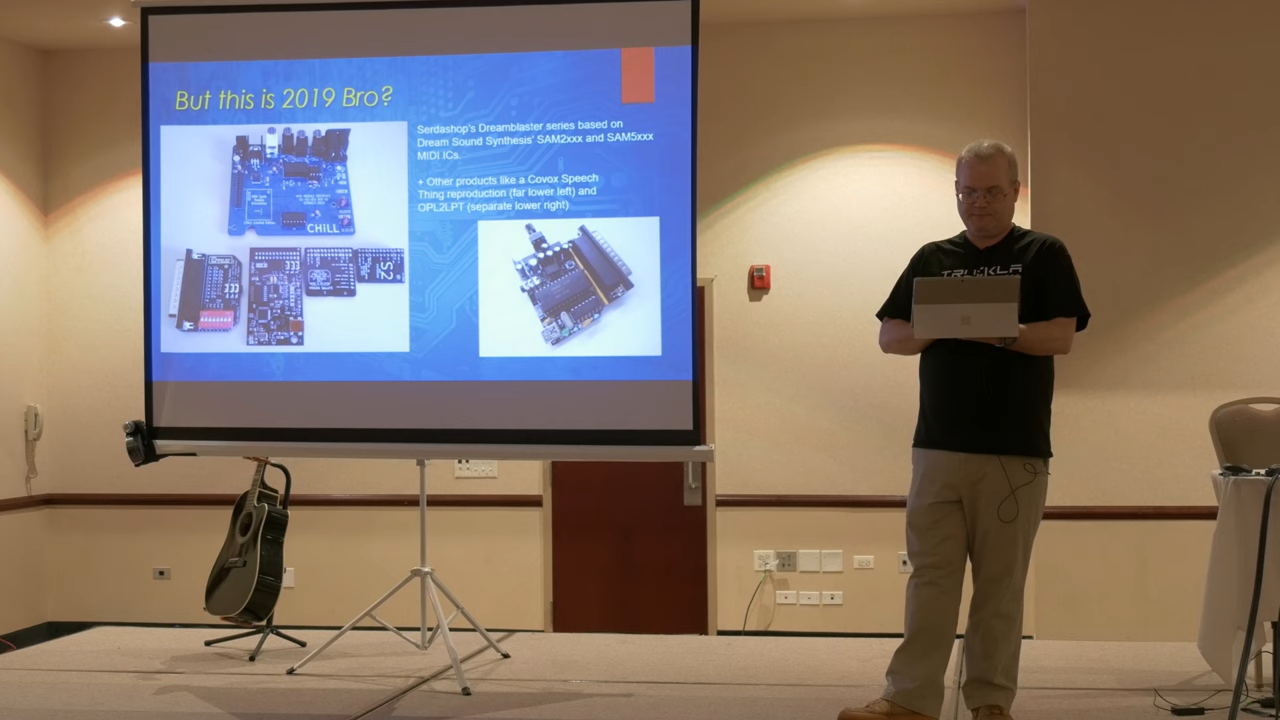 But this is 2019 Bro?
Serdashop's Dreamblaster series based on
Dream Sound Synthesis' SAM2xxx and SAM5xxx
MIDI ICs.
+ Other products like a Covox Speech
Thing reproduction (far lower left) and
OPL2LPT (separate lower right)
CHiLL
S2